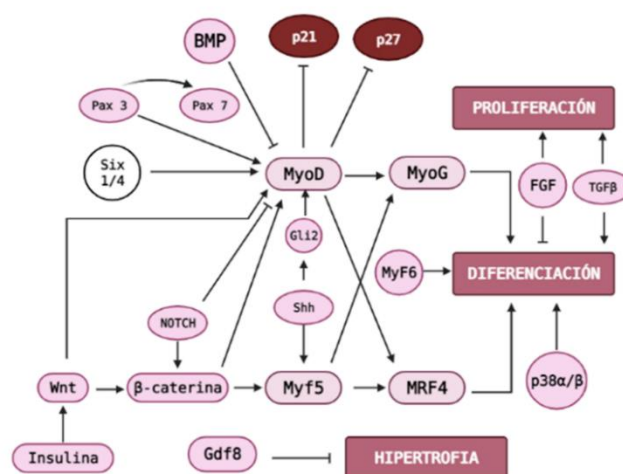 BMP
p21
p27
Pax 3
Pax 7
PROLIFERACIÓN
Six
1/4
MyoD
MyoG
FGF
TGFβ
Gli2
MyF6
DIFERENCIACIÓN
NOTCH
Shh
Wnt
β-caterina
Myf5
MRF4
p38α/β
Insulina
Gdf8
HIPERTROFIA